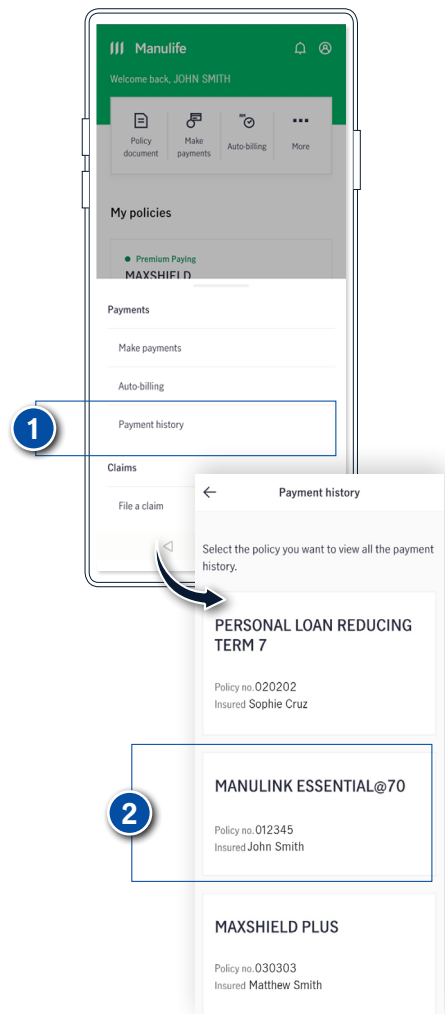 Manulife
Welcome back, JOHN SMITH
Policy document
Make payments
Auto-billing
More
My policies
Premium Paying
MAXSHIELD
Payments
Make payments
Auto-billing
1
Payment history
Claims
File a claim
Payment history
Select the policy you want to view all the payment
history.
PERSONAL LOAN REDUCING
TERM 7
Policy no. 020202
Insured Sophie Cruz
2
MANULINK ESSENTIAL@70
Policy no. 012345
Insured John Smith
MAXSHIELD PLUS
Policy no. 030303
Insured Matthew Smith